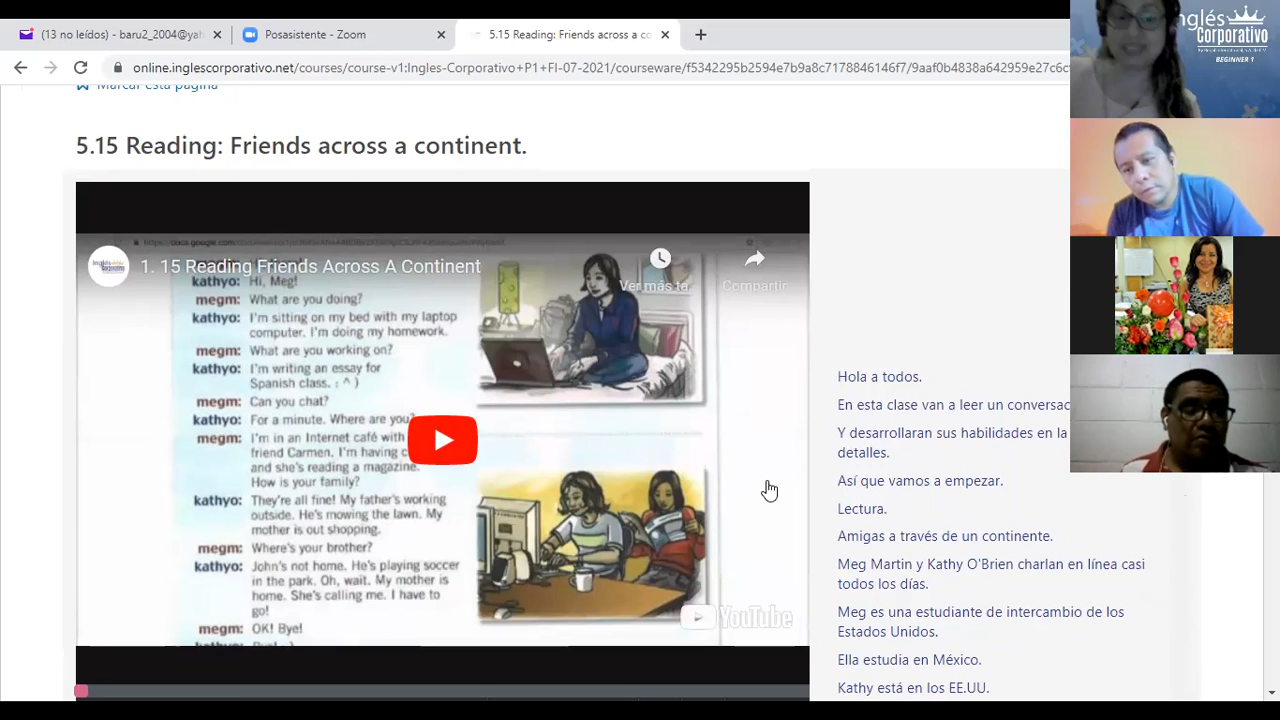 (13 no leídos) - baru2_2004@yah
Posasistente - Zoom
5.15 Reading: Friends across a co
online.inglescorporativo.net/courses/course-v1:Ingles-Corporativo+P1+FI-07-2021/courseware/f5342295b2594e7b9a8c7178846146f7/9aaf0b4838a642959e27c6cf
Inglés
Corporativo
BEGINNER 1
Marcar esta página
5.15 Reading: Friends across a continent.
1. 15 Reading Friends Across A Continent
Ver más ta.
Compartir
kathyo: Hi, Meg!
megm: What are you doing?
kathyo: I'm sitting on my bed with my laptop
computer. I'm doing my homework.
megm: What are you working on?
kathyo: I'm writing an essay for
Spanish class. : ^ )
megm: Can you chat?
kathyo: For a minute. Where are you?
megm: I'm in an Internet café with
friend Carmen. I'm having
and she's reading a magazine.
How is your family?
kathyo: They're all fine! My father's working
outside. He's mowing the lawn. My
mother is out shopping.
megm: Where's your brother?
kathyo: John's not home. He's playing soccer
in the park. Oh, wait. My mother is
home. She's calling me. I have to
go!
megm: OK! Bye!
YouTube
Hola a todos.
En esta clase van a leer un conversac
Y desarrollaran sus habilidades en la
detalles.
Así que vamos a empezar.
Lectura.
Amigas a través de un continente.
Meg Martin y Kathy O'Brien charlan en línea casi
todos los días.
Meg es una estudiante de intercambio de los
Estados Unidos.
Ella estudia en México.
Kathy está en los EE.UU.